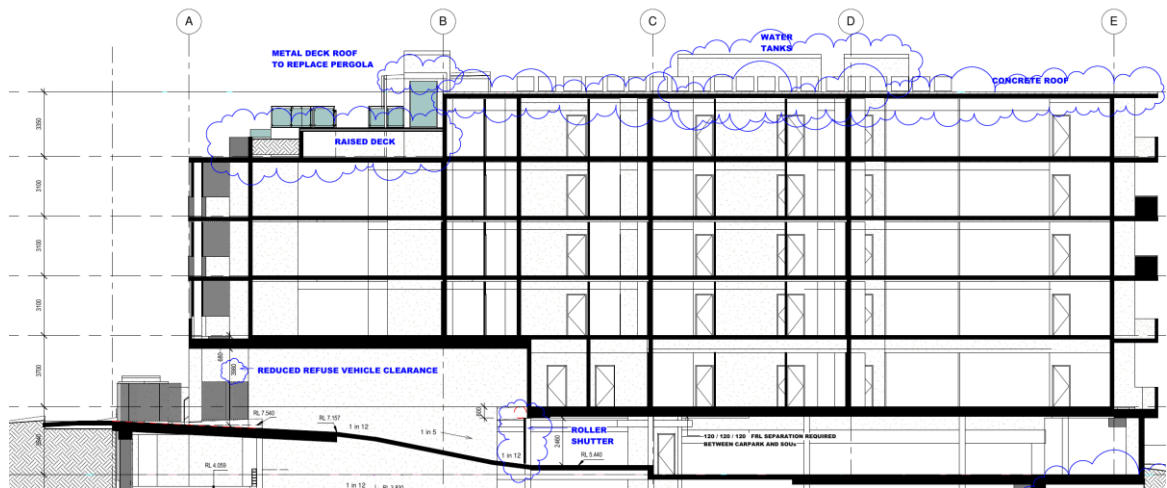 A
B
C
D
E
WATER
TANKS
METAL DECK ROOF
TO REPLACE PERGOLA
CONCRETE ROOF
3350
RAISED DECK
3100
3100
3100
680
3980
REDUCED REFUSE VEHICLE CLEARANCE
3700
RL 7.540
RL 7.157
600
1 in 12
1 in 5
ROLLER
SHUTTER
2460
120 / 120 / 120 FRL SEPARATION REQUIRED
BETWEEN CARPARK AND SOUs
1 in 12
RL 5.440
RL 4.059
1 in 12